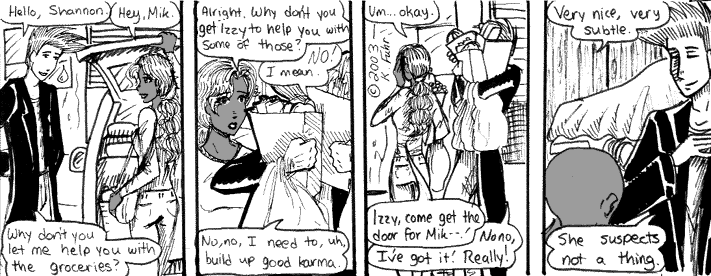 Hello, Shannon.
Hey, Mik.
Why don't you
let me help you with
the groceries?
Alright. Why don't you
get Izzy to help you with
some of those?
NO!
I mean.
No, no, I need to, uh,
build up good karma.
Um... okay.
©2003
K. Fuhr
Izzy, come get the
door for Mik--!
No no,
I've got it! Really!
Very nice, very
subtle.
She suspects
not a thing.